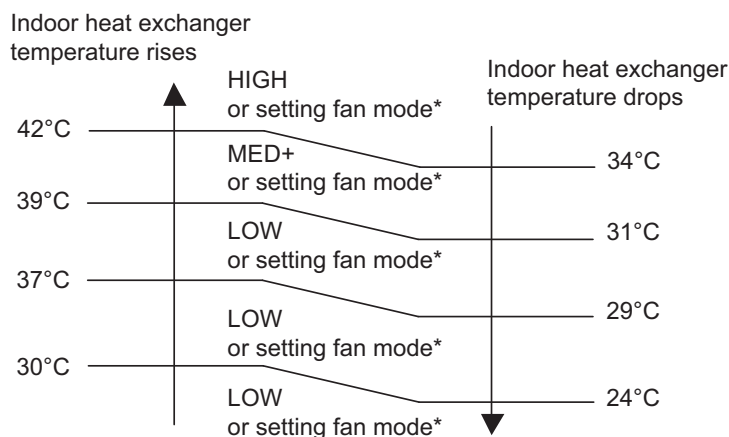 Indoor heat exchanger
temperature rises
Indoor heat exchanger
temperature drops
HIGH
or setting fan mode*
42°C
34°C
MED+
or setting fan mode*
39°C
31°C
LOW
or setting fan mode*
37°C
29°C
LOW
or setting fan mode*
30°C
24°C
LOW
or setting fan mode*